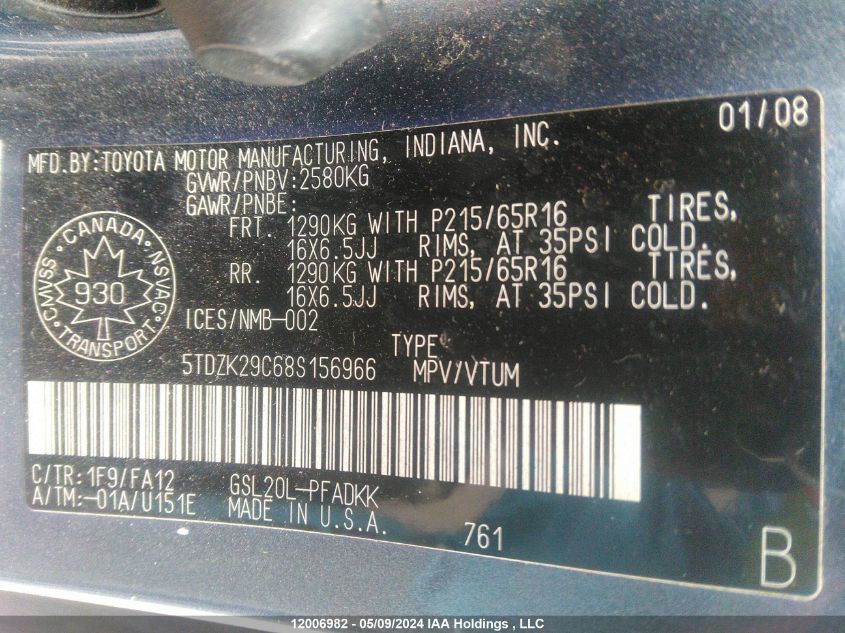 01/08
MFD.BY:TOYOTA MOTOR MANUFACTURING, INDIANA, INC.
GVWR/PNBV:2580KG
GAWR/PNBE:
FRT. 1290KG WITH P215/65R16 TIRES,
16X6.5JJ RIMS, AT 35PSI COLD.
RR. 1290KG WITH P215/65R16 TIRES,
16X6.5JJ RIMS, AT 35PSI COLD.
CANADA
CMVSS 930 NSVAC
TRANSPORT
ICES/NMB-002
TYPE
5TDZK29C68S156966 MPV/VTUM
C/TR:1F9/FA12 GSL20L-PFADKK
A/TM:-01A/U151E MADE IN U.S.A.
761
B
12006982 - 05/09/2024 IAA Holdings , LLC